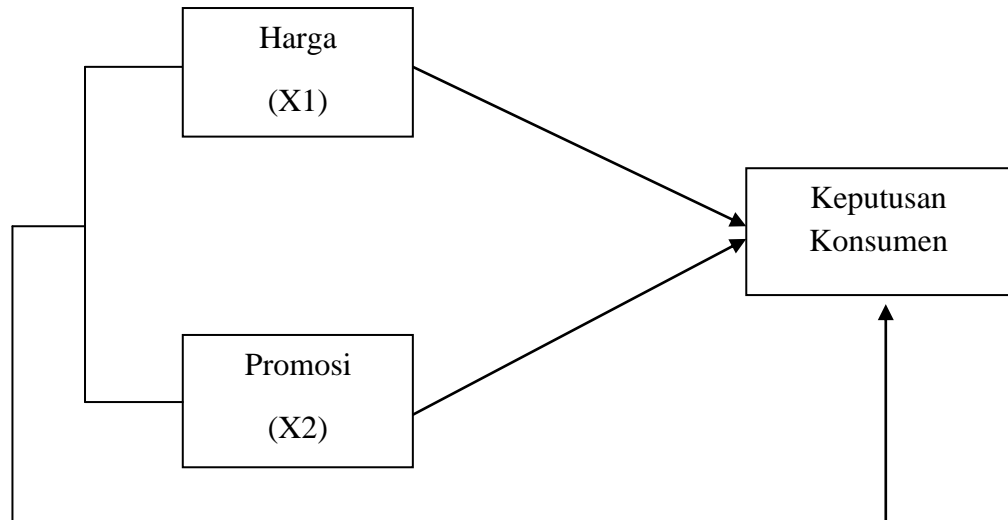 Harga
(X1)
Keputusan
Konsumen
Promosi
(X2)